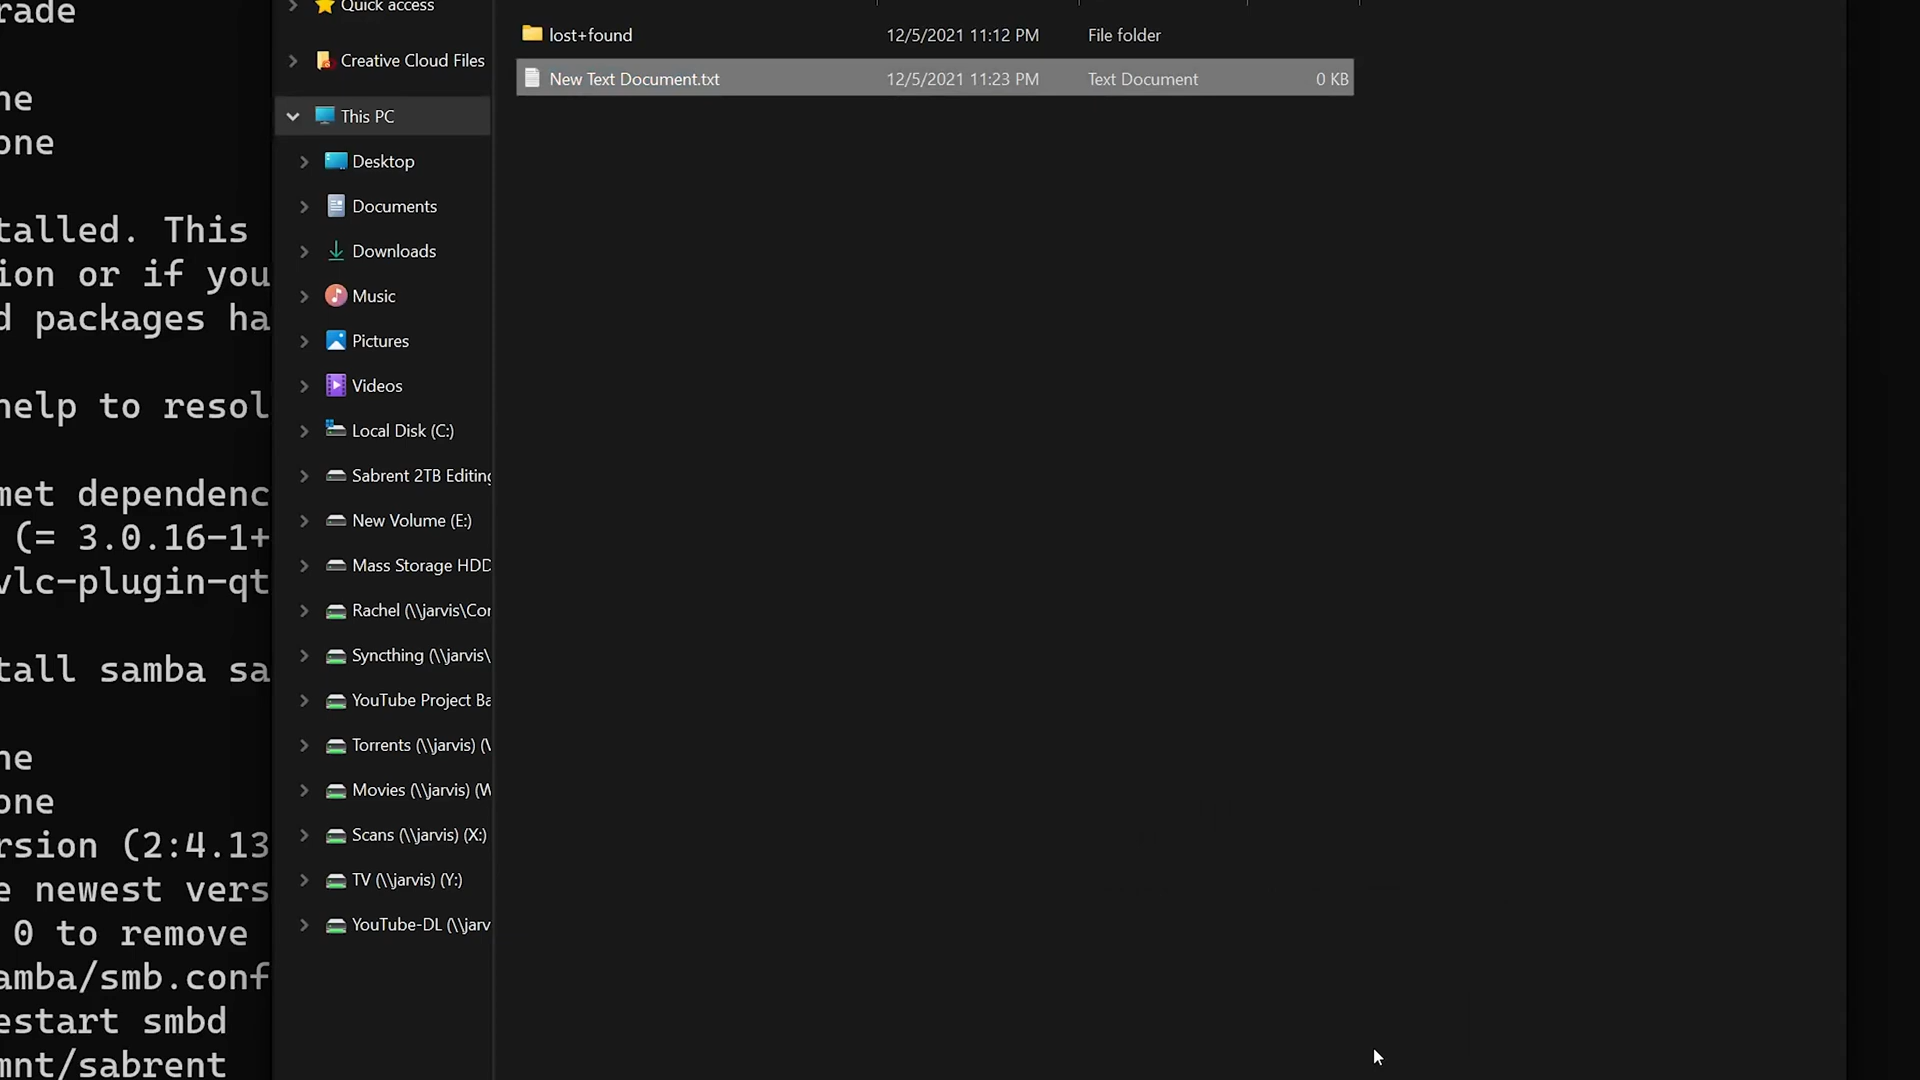 rade
ne
one
talled. This
ion or if you
d packages ha
help to resol
met dependenc
(= 3.0.16-1+
vlc-plugin-qt
tall samba sa
ne
one
rsion (2:4.13
e newest vers
0 to remove
amba/smb.conf
estart smbd
mnt/sabrent
Quick access
Creative Cloud Files
This PC
Desktop
Documents
Downloads
Music
Pictures
Videos
Local Disk (C:)
Sabrent 2TB Editing
New Volume (E:)
Mass Storage HDD
Rachel (\\jarvis\Cor
Syncthing (\\jarvis\
YouTube Project Ba
Torrents (\\jarvis) (V
Movies (\\jarvis) (W
Scans (\\jarvis) (X:)
TV (\\jarvis) (Y:)
YouTube-DL (\\jarv
lost+found 12/5/2021 11:12 PM File folder
New Text Document.txt 12/5/2021 11:23 PM Text Document 0 KB